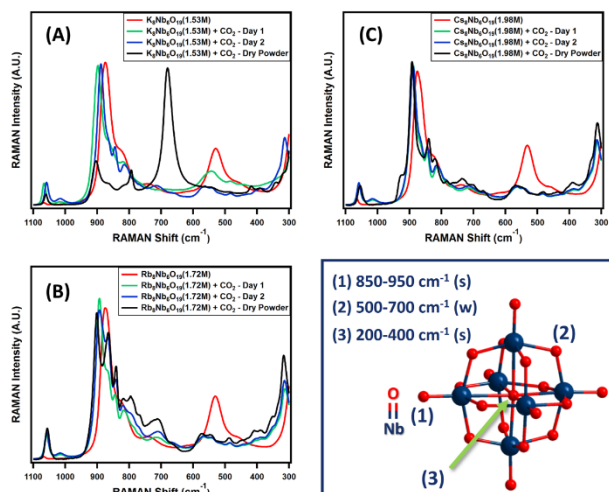 (A)
K₈Nb₆O₁₉(1.53M)
K₈Nb₆O₁₉(1.53M) + CO₂ - Day 1
K₈Nb₆O₁₉(1.53M) + CO₂ - Day 2
K₈Nb₆O₁₉(1.53M) + CO₂ - Dry Powder
RAMAN Intensity (A.U.)
1100 1000 900 800 700 600 500 400 300
RAMAN Shift (cm⁻¹)
(C)
Cs₈Nb₆O₁₉(1.98M)
Cs₈Nb₆O₁₉(1.98M) + CO₂ - Day 1
Cs₈Nb₆O₁₉(1.98M) + CO₂ - Day 2
Cs₈Nb₆O₁₉(1.98M) + CO₂ - Dry Powder
RAMAN Intensity (A.U.)
1100 1000 900 800 700 600 500 400 300
RAMAN Shift (cm⁻¹)
(B)
Rb₈Nb₆O₁₉(1.72M)
Rb₈Nb₆O₁₉(1.72M) + CO₂ - Day 1
Rb₈Nb₆O₁₉(1.72M) + CO₂ - Day 2
Rb₈Nb₆O₁₉(1.72M) + CO₂ - Dry Powder
RAMAN Intensity (A.U.)
1100 1000 900 800 700 600 500 400 300
RAMAN Shift (cm⁻¹)
(1) 850-950 cm⁻¹ (s)
(2) 500-700 cm⁻¹ (w)
(3) 200-400 cm⁻¹ (s)
(2)
O
Nb
(1)
(3)